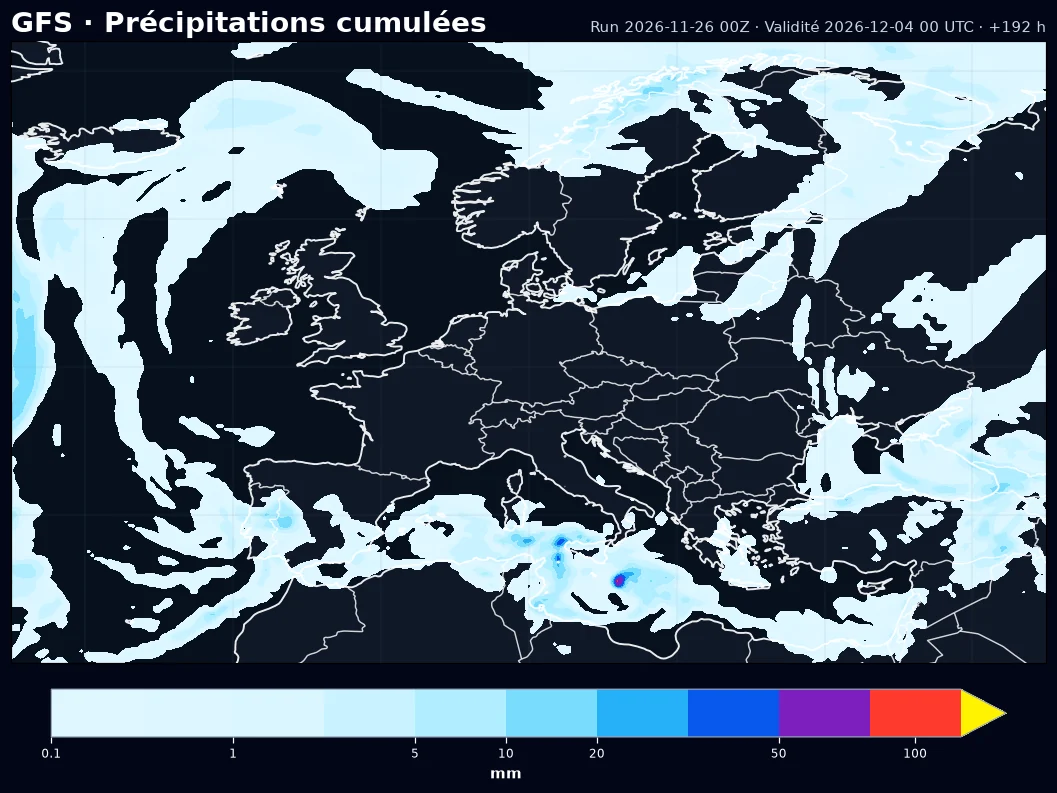 GFS · Précipitations cumulées
Run 2026-11-26 00Z · Validité 2026-12-04 00 UTC · +192 h
0.1 1 5 10 20 50 100
mm